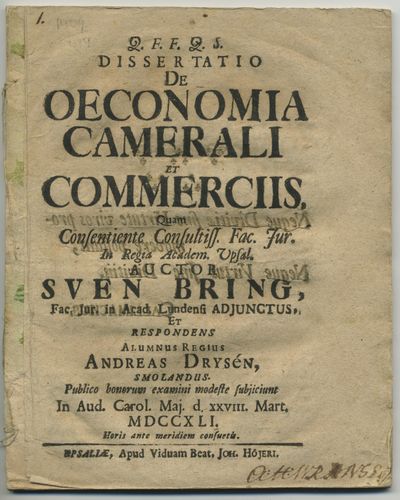 1.
Q. F. F. Q. S.
DISSERTATIO
DE
OECONOMIA
CAMERALI
ET
COMMERCIIS,
Quam
Consentiente Consultiss. Fac. Jur.
In Regia Academ. Upsal.
AUCTOR
SVEN BRING,
Fac. Jur. in Acad. Lundensi ADJUNCTUS,
Et
RESPONDENS
ALUMNUS REGIUS
ANDREAS DRYSÉN,
SMOLANDUS.
Publico bonorum examini modeste subjiciunt
In Aud. Carol. Maj. d. XXVIII. Mart.
MDCCXLI.
Horis ante meridiem consuetis.
UPSALIÆ, Apud Viduam Beat. JOH. HÖJERI.